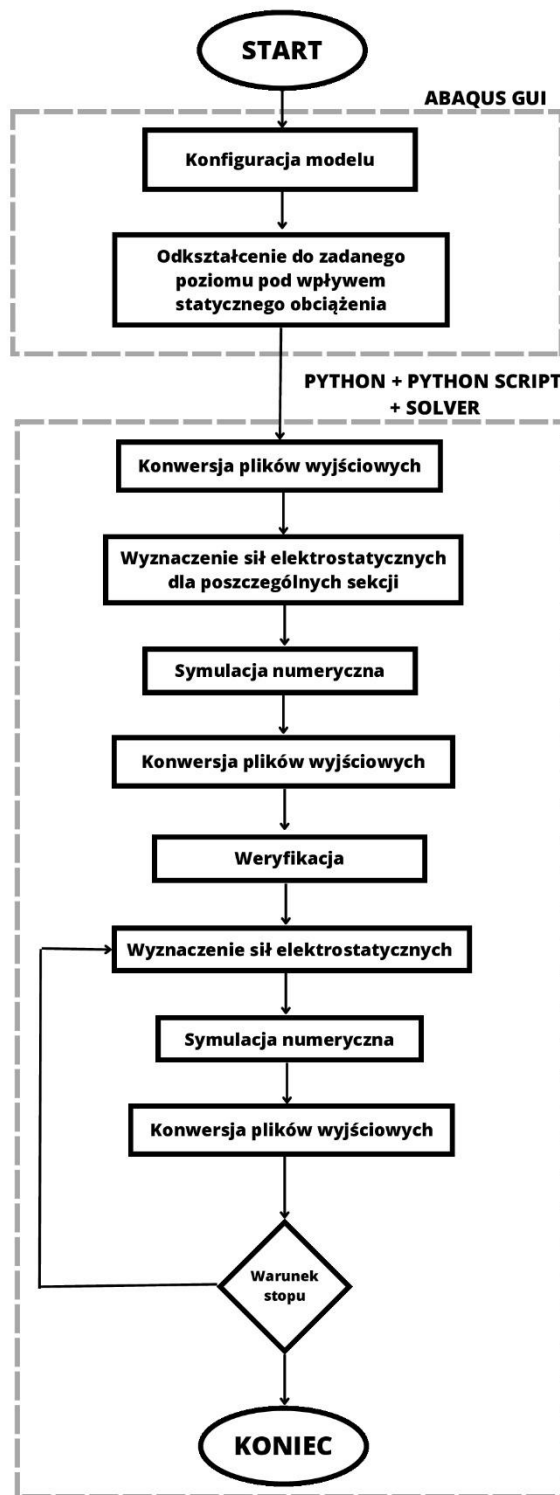 START
ABAQUS GUI
Konfiguracja modelu
Odkształcenie do zadanego
poziomu pod wpływem
statycznego obciążenia
PYTHON + PYTHON SCRIPT
+ SOLVER
Konwersja plików wyjściowych
Wyznaczenie sił elektrostatycznych
dla poszczególnych sekcji
Symulacja numeryczna
Konwersja plików wyjściowych
Weryfikacja
Wyznaczenie sił elektrostatycznych
Symulacja numeryczna
Konwersja plików wyjściowych
Warunek
stopu
KONIEC